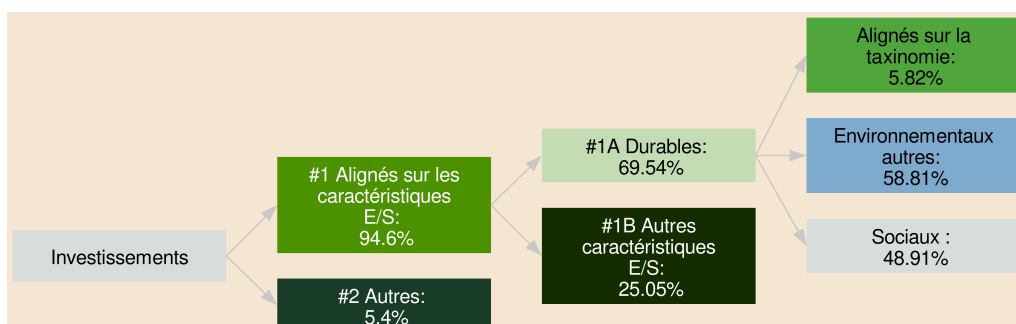 Investissements
#1 Alignés sur les
caractéristiques
E/S:
94.6%
#2 Autres:
5.4%
#1A Durables:
69.54%
#1B Autres
caractéristiques
E/S:
25.05%
Alignés sur la
taxinomie:
5.82%
Environnementaux
autres:
58.81%
Sociaux :
48.91%